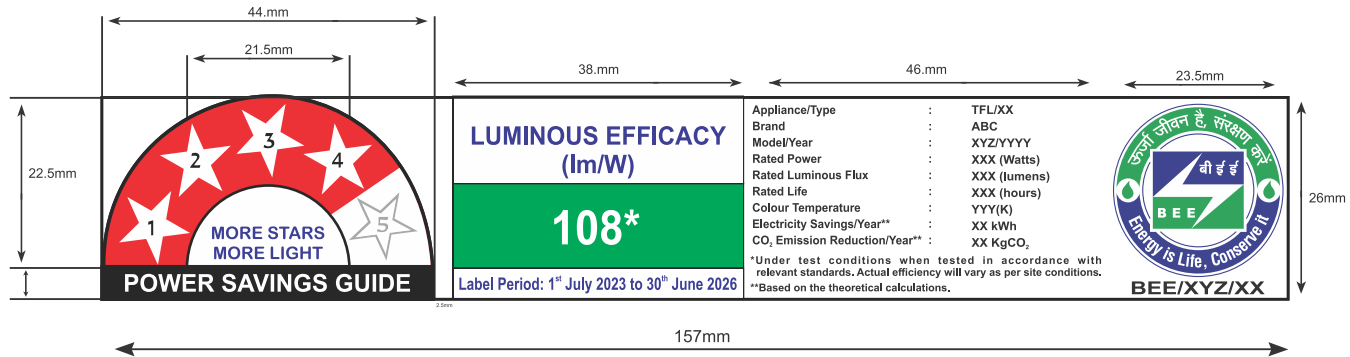 44.mm
21.5mm
38.mm
46.mm
23.5mm
22.5mm
26mm
1
2
3
4
5
MORE STARS
MORE LIGHT
POWER SAVINGS GUIDE
2.5mm
LUMINOUS EFFICACY
(lm/W)
108*
Label Period: 1st July 2023 to 30th June 2026
Appliance/Type : TFL/XX
Brand : ABC
Model/Year : XYZ/YYYY
Rated Power : XXX (Watts)
Rated Luminous Flux : XXX (lumens)
Rated Life : XXX (hours)
Colour Temperature : YYY(K)
Electricity Savings/Year** : XX kWh
CO2 Emission Reduction/Year** : XX KgCO2
*Under test conditions when tested in accordance with
relevant standards. Actual efficiency will vary as per site conditions.
**Based on the theoretical calculations.
ऊर्जा जीवन है, संरक्षण करें
बी ई ई
BEE
Energy is Life, Conserve it
BEE/XYZ/XX
157mm